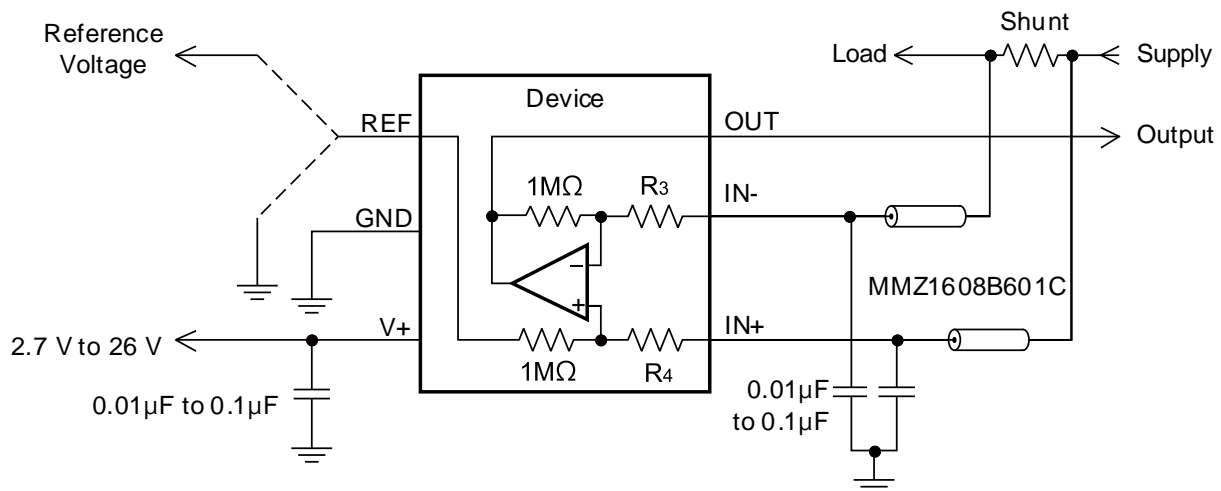 Reference
Voltage
Shunt
Load
Supply
Device
REF
OUT
Output
1MΩ
R3
IN-
GND
MMZ1608B601C
V+
IN+
2.7 V to 26 V
1MΩ
R4
0.01µF to 0.1µF
0.01µF
to 0.1µF
−
+